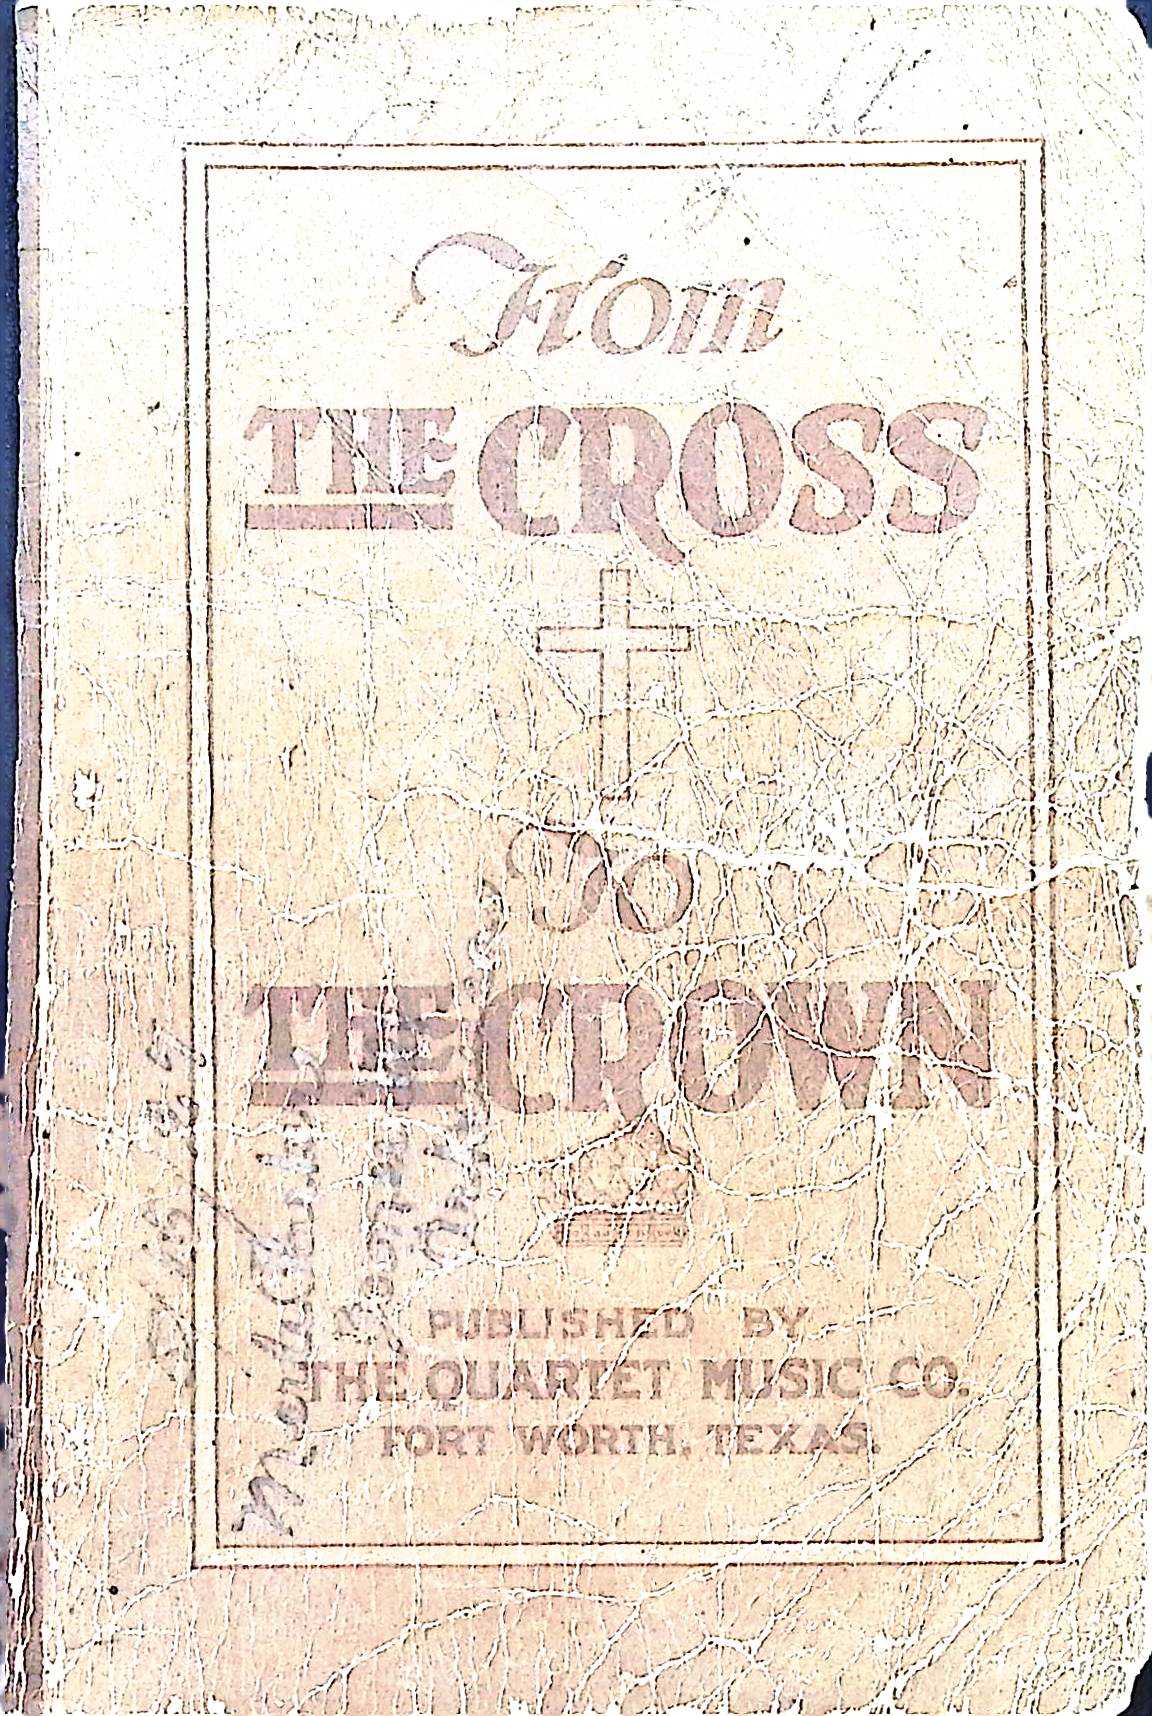 From
THE CROSS
To
THE CROWN
PUBLISHED BY
THE QUARTET MUSIC CO.
FORT WORTH, TEXAS.